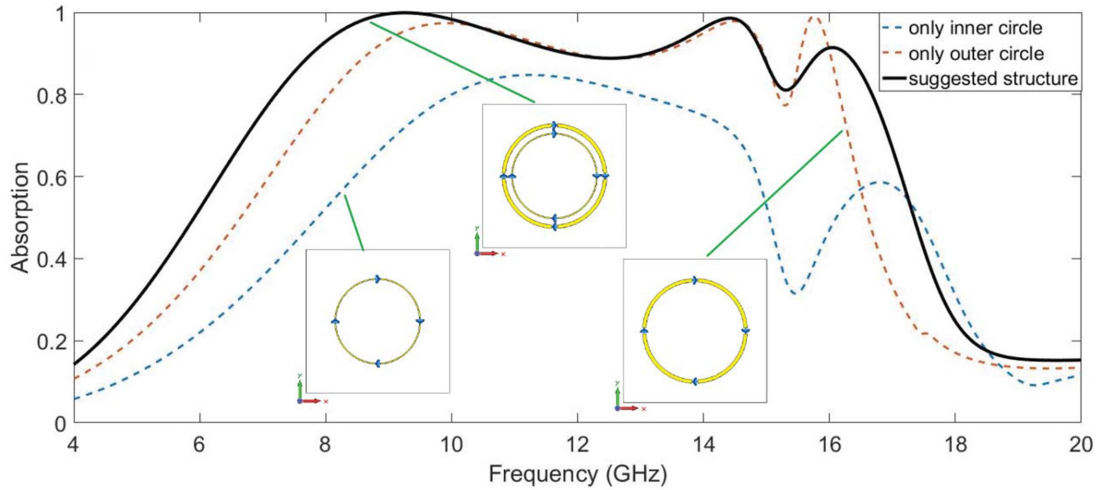 1
0.8
0.6
0.4
0.2
0
Absorption
4
6
8
10
12
14
16
18
20
Frequency (GHz)
only inner circle
only outer circle
suggested structure
y
x
y
x
y
x